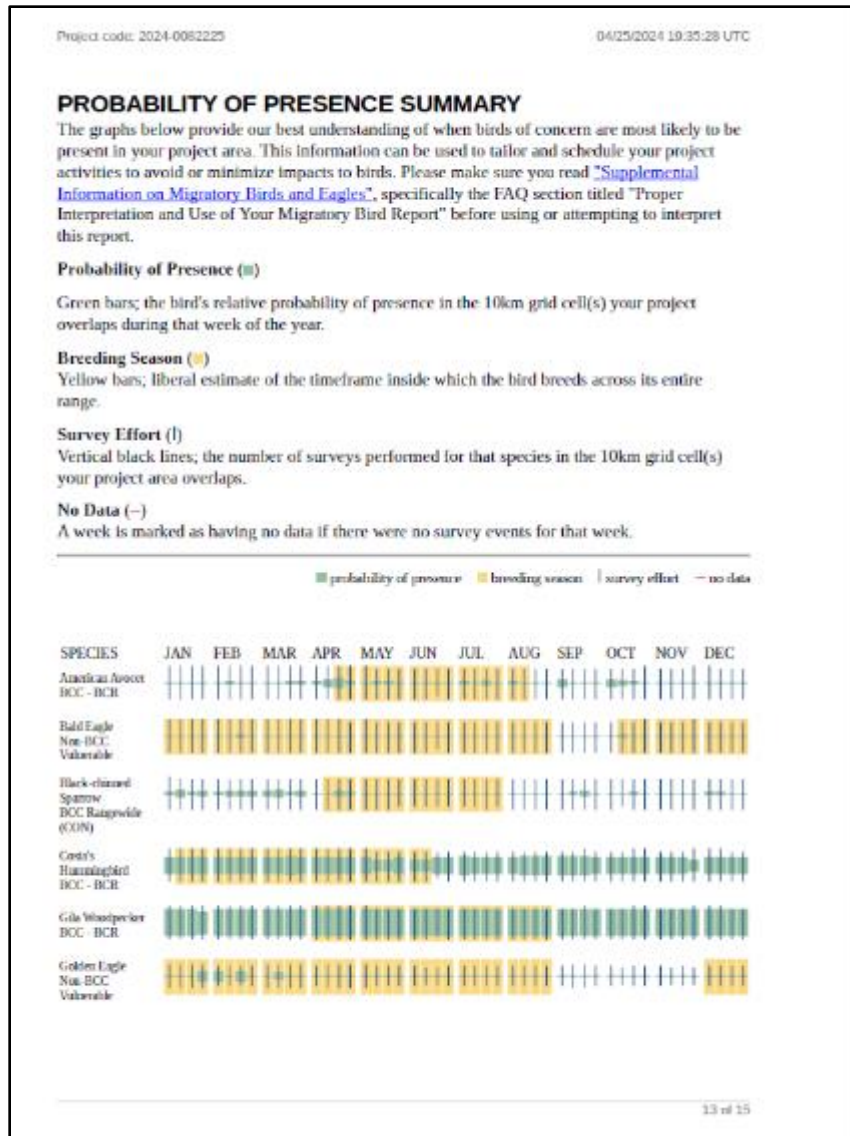 Project code: 2024-0082225 04/25/2024 19:35:28 UTC
PROBABILITY OF PRESENCE SUMMARY
The graphs below provide our best understanding of when birds of concern are most likely to be
present in your project area. This information can be used to tailor and schedule your project
activities to avoid or minimize impacts to birds. Please make sure you read "Supplemental
Information on Migratory Birds and Eagles", specifically the FAQ section titled "Proper
Interpretation and Use of Your Migratory Bird Report" before using or attempting to interpret
this report.
Probability of Presence (■)
Green bars; the bird's relative probability of presence in the 10km grid cell(s) your project
overlaps during that week of the year.
Breeding Season (■)
Yellow bars; liberal estimate of the timeframe inside which the bird breeds across its entire
range.
Survey Effort (|)
Vertical black lines; the number of surveys performed for that species in the 10km grid cell(s)
your project area overlaps.
No Data (–)
A week is marked as having no data if there were no survey events for that week.
■ probability of presence ■ breeding season | survey effort – no data
SPECIES JAN FEB MAR APR MAY JUN JUL AUG SEP OCT NOV DEC
American Avocet
BCC - BCR
Bald Eagle
Non-BCC
Vulnerable
Black-chinned
Sparrow
BCC Rangewide
(CON)
Costa's
Hummingbird
BCC - BCR
Gila Woodpecker
BCC - BCR
Golden Eagle
Non-BCC
Vulnerable
13 of 15